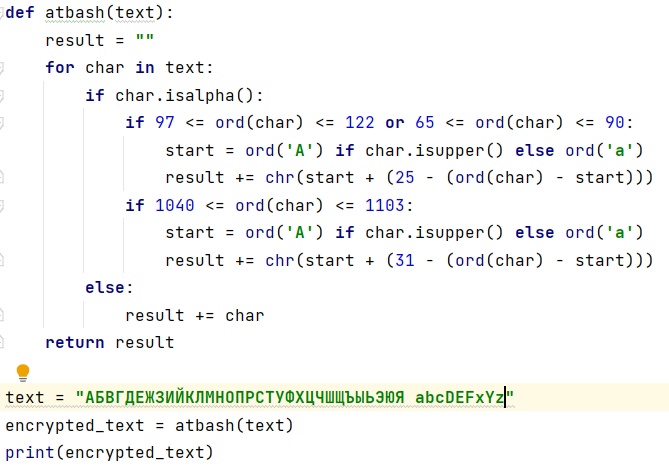 def atbash(text):
    result = ""
    for char in text:
        if char.isalpha():
            if 97 <= ord(char) <= 122 or 65 <= ord(char) <= 90:
                start = ord('A') if char.isupper() else ord('a')
                result += chr(start + (25 - (ord(char) - start)))
            if 1040 <= ord(char) <= 1103:
                start = ord('А') if char.isupper() else ord('а')
                result += chr(start + (31 - (ord(char) - start)))
        else:
            result += char
    return result
text = "АБВГДЕЖЗИЙКЛМНОПРСТУФХЦЧШЩЪЫЬЭЮЯ abcDEFxYz"
encrypted_text = atbash(text)
print(encrypted_text)